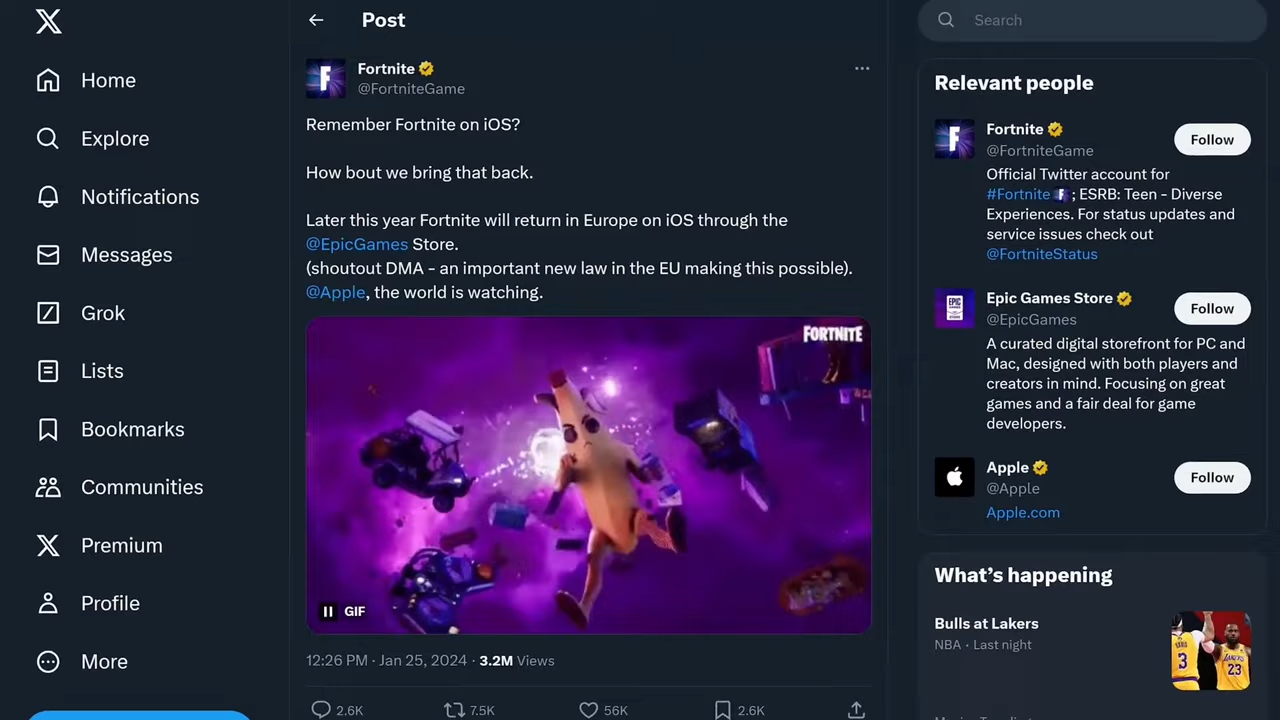 Home
Explore
Notifications
Messages
Grok
Lists
Bookmarks
Communities
Premium
Profile
More
Post
Fortnite
@FortniteGame
Remember Fortnite on iOS?
How bout we bring that back.
Later this year Fortnite will return in Europe on iOS through the
@EpicGames Store.
(shoutout DMA - an important new law in the EU making this possible).
@Apple, the world is watching.
FORTNITE
GIF
12:26 PM · Jan 25, 2024 · 3.2M Views
2.6K 7.5K 56K 2.6K
Search
Relevant people
Fortnite
Follow
@FortniteGame
Official Twitter account for
#Fortnite ; ESRB: Teen - Diverse
Experiences. For status updates and
service issues check out
@FortniteStatus
EPIC
GAMES
STORE
Epic Games Store
Follow
@EpicGames
A curated digital storefront for PC and
Mac, designed with both players and
creators in mind. Focusing on great
games and a fair deal for game
developers.
Apple
Follow
@Apple
Apple.com
What's happening
Bulls at Lakers
NBA · Last night
3
23